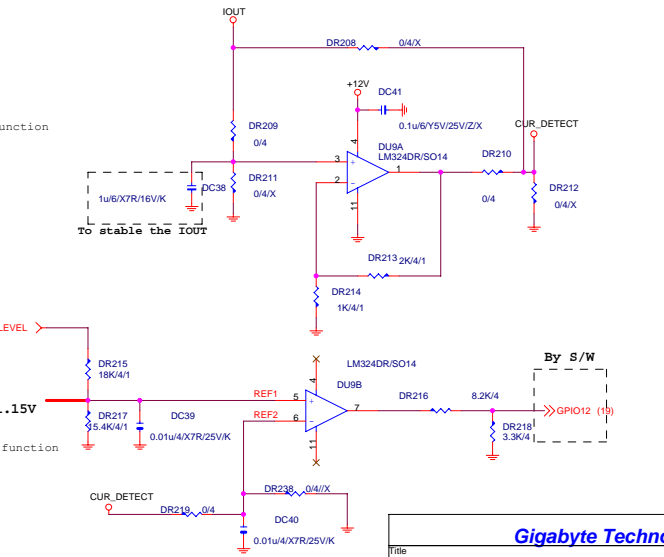 IOUT
DR208
0/4/X
+12V
DC41
0.1u/6/Y5V/25V/Z/X
unction
DR209
0/4
CUR_DETECT
DU9A
LM324DR/SO14
4
3
+
1
2
-
11
DR210
0/4
DC38
1u/6/X7R/16V/K
DR211
0/4/X
DR212
0/4/X
To stable the IOUT
DR213
2K/4/1
DR214
1K/4/1
LEVEL
DR215
18K/4/1
LM324DR/SO14
DU9B
By S/W
4
REF1
5
+
7
REF2
6
-
11
DR216
8.2K/4
GPIO12 (19)
1.15V
DR217
15.4K/4/1
DC39
0.01u/4/X7R/25V/K
DR218
3.3K/4
function
DR238
0/4//X
CUR_DETECT
DR219
0/4
DC40
0.01u/4/X7R/25V/K
Gigabyte Techno
Title